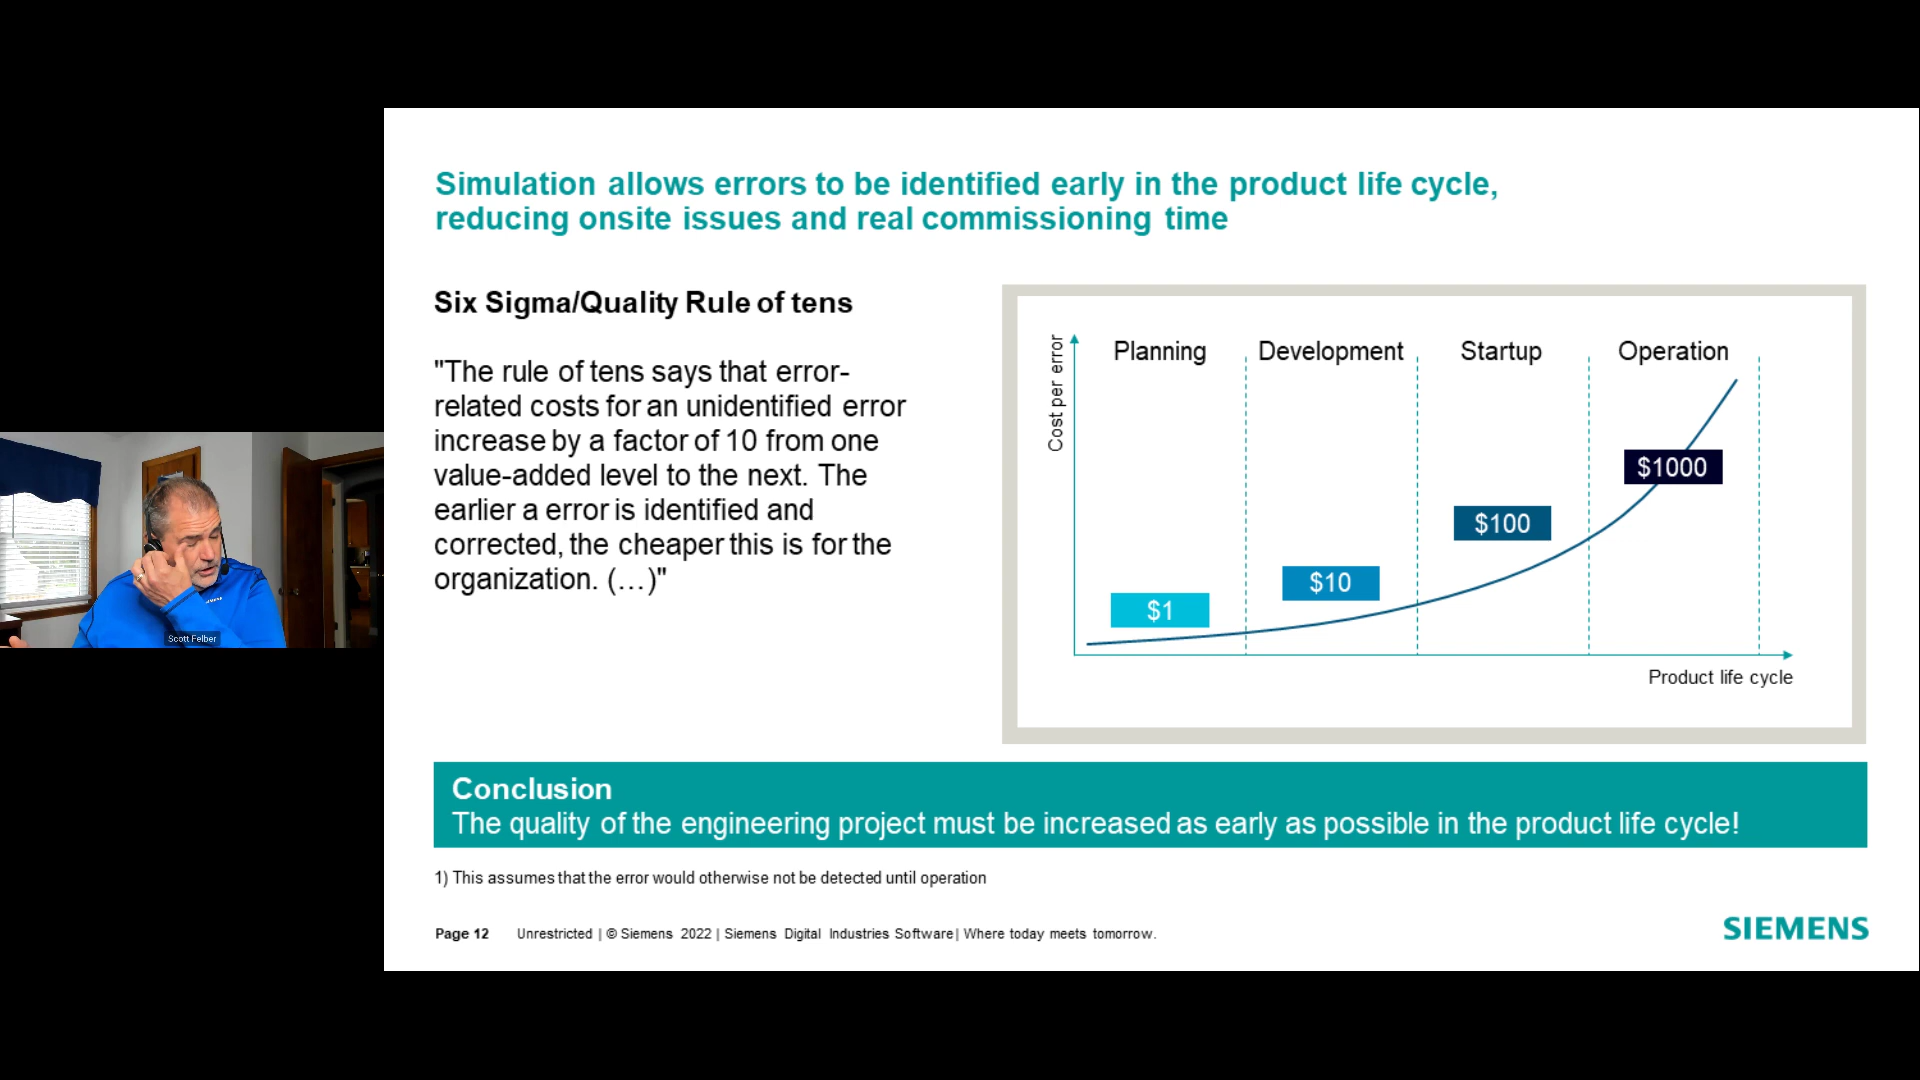 Simulation allows errors to be identified early in the product life cycle,
reducing onsite issues and real commissioning time
Six Sigma/Quality Rule of tens
"The rule of tens says that error-
related costs for an unidentified error
increase by a factor of 10 from one
value-added level to the next. The
earlier a error is identified and
corrected, the cheaper this is for the
organization. (…)"
Cost per error
Planning
Development
Startup
Operation
$1
$10
$100
$1000
Product life cycle
Conclusion
The quality of the engineering project must be increased as early as possible in the product life cycle!
1) This assumes that the error would otherwise not be detected until operation
Page 12 Unrestricted | © Siemens 2022 | Siemens Digital Industries Software | Where today meets tomorrow.
SIEMENS
Scott Felber